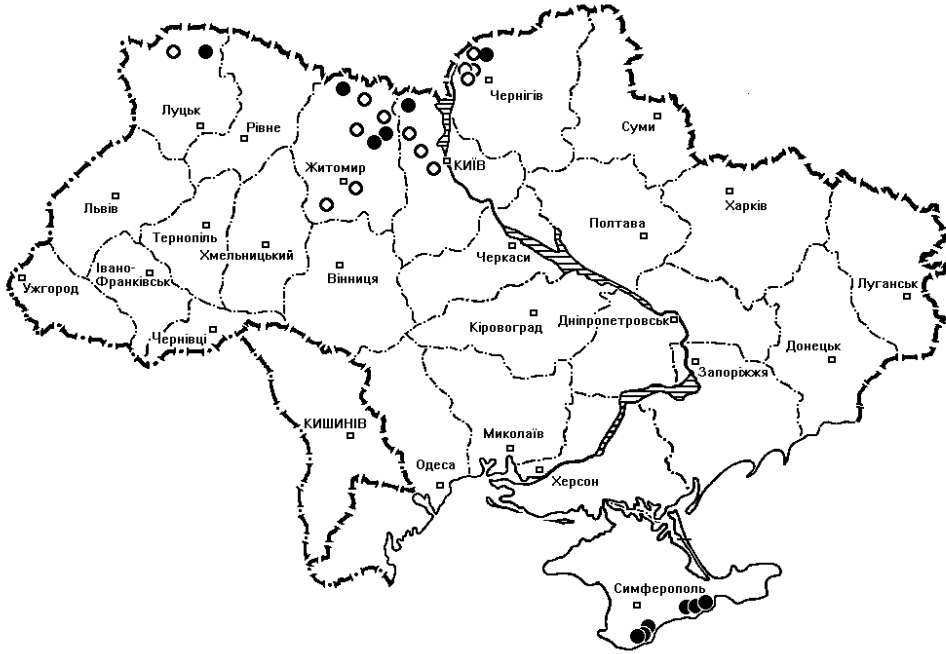 Чернігів
Луцьк
Рівне
Суми
КИЇВ
Житомир
Львів
Харків
Тернопіль
Полтава
Хмельницький
Черкаси
Івано-
Франківськ
Вінниця
Ужгород
Луганськ
Чернівці
Кіровоград
Дніпропетровськ
Донецьк
Запоріжжя
КИШИНІВ
Миколаїв
Одеса
Херсон
Симферополь